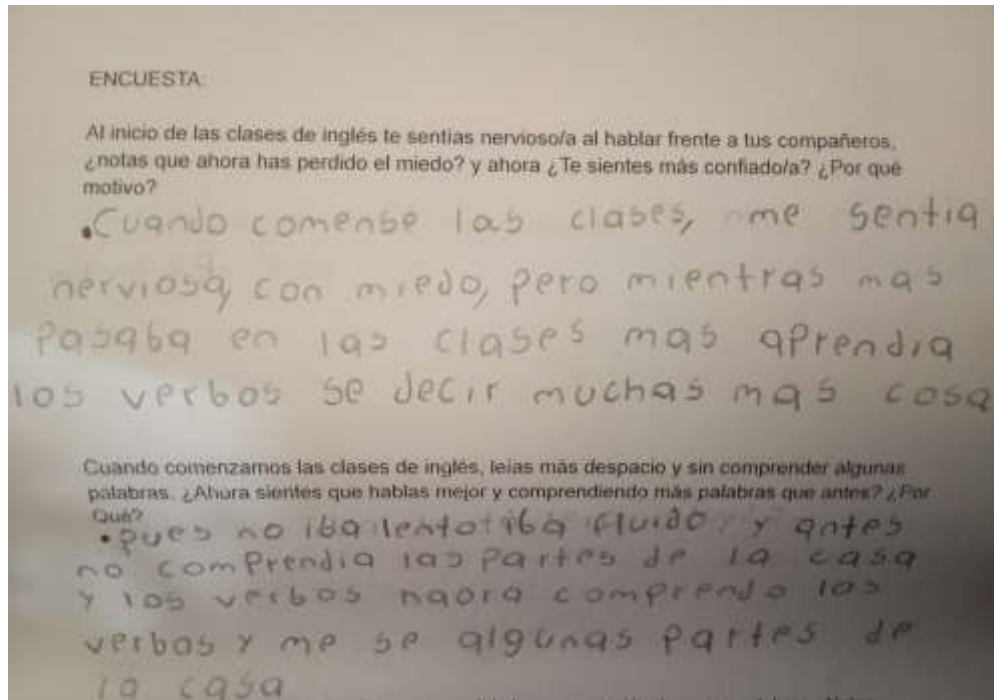 ENCUESTA:
Al inicio de las clases de inglés te sentías nervioso/a al hablar frente a tus compañeros,
¿notas que ahora has perdido el miedo? y ahora ¿Te sientes más confiado/a? ¿Por qué
motivo?
•Cuando comense las clases, me sentia
nerviosa, con miedo, pero mientras mas
Pasaba en las clases mas aprendia
los verbos se decir muchas mas cosa
Cuando comenzamos las clases de inglés, leías más despacio y sin comprender algunas
palabras. ¿Ahora sientes que hablas mejor y comprendiendo más palabras que antes? ¿Por
Qué?
•pues no iba lento iba fluido y antes
no comprendia las partes de la casa
y los verbos haora comprendo los
verbos y me se algunas partes de
la casa